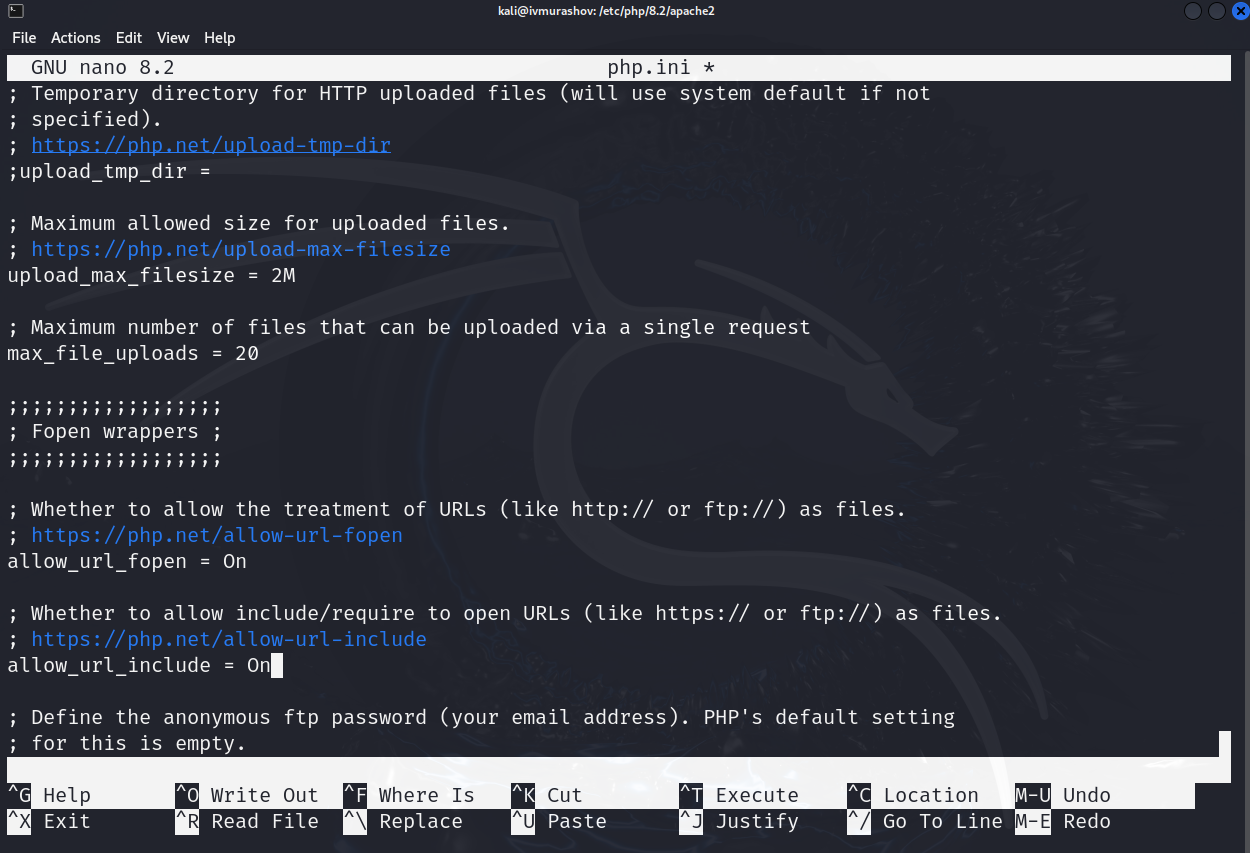 kali@ivmurashov: /etc/php/8.2/apache2
File Actions Edit View Help
GNU nano 8.2 php.ini *
; Temporary directory for HTTP uploaded files (will use system default if not
; specified).
; https://php.net/upload-tmp-dir
;upload_tmp_dir =
; Maximum allowed size for uploaded files.
; https://php.net/upload-max-filesize
upload_max_filesize = 2M
; Maximum number of files that can be uploaded via a single request
max_file_uploads = 20
;;;;;;;;;;;;;;;;;;
; Fopen wrappers ;
;;;;;;;;;;;;;;;;;;
; Whether to allow the treatment of URLs (like http:// or ftp://) as files.
; https://php.net/allow-url-fopen
allow_url_fopen = On
; Whether to allow include/require to open URLs (like https:// or ftp://) as files.
; https://php.net/allow-url-include
allow_url_include = On
; Define the anonymous ftp password (your email address). PHP's default setting
; for this is empty.
^G Help ^O Write Out ^F Where Is ^K Cut ^T Execute ^C Location M-U Undo
^X Exit ^R Read File ^\ Replace ^U Paste ^J Justify ^/ Go To Line M-E Redo